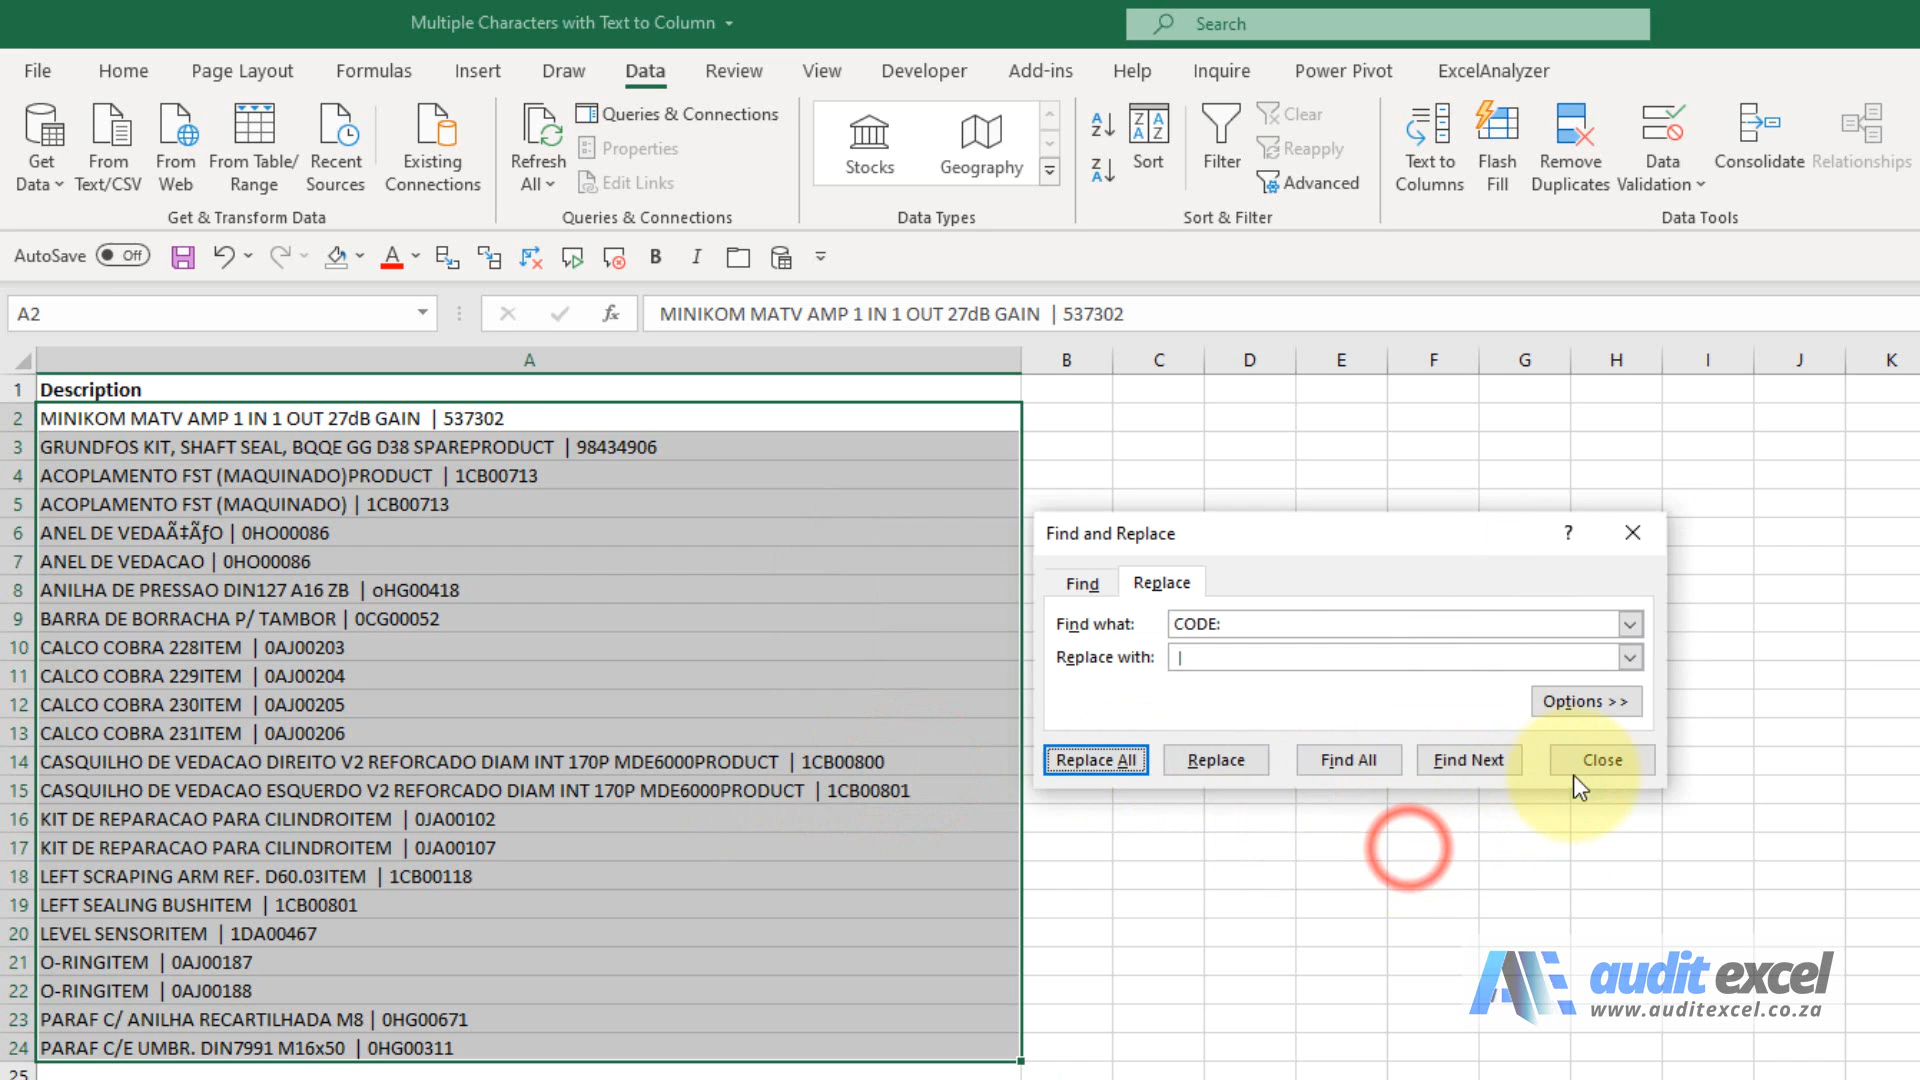 Multiple Characters with Text to Column
Search
File Home Page Layout Formulas Insert Draw Data Review View Developer Add-ins Help Inquire Power Pivot ExcelAnalyzer
Get Data
From Text/CSV
From Web
From Table/ Range
Recent Sources
Existing Connections
Get & Transform Data
Refresh All
Queries & Connections
Properties
Edit Links
Queries & Connections
Stocks
Geography
Data Types
Sort
Filter
Clear
Reapply
Advanced
Sort & Filter
Text to Columns
Flash Fill
Remove Duplicates
Data Validation
Consolidate
Relationships
Data Tools
AutoSave Off
A B I
A2
fx
MINIKOM MATV AMP 1 IN 1 OUT 27dB GAIN | 537302
A B C D E F G H I J K
1 Description
2 MINIKOM MATV AMP 1 IN 1 OUT 27dB GAIN | 537302
3 GRUNDFOS KIT, SHAFT SEAL, BQQE GG D38 SPAREPRODUCT | 98434906
4 ACOPLAMENTO FST (MAQUINADO)PRODUCT | 1CB00713
5 ACOPLAMENTO FST (MAQUINADO) | 1CB00713
6 ANEL DE VEDAÃ‡ÃƒO | 0HO00086
7 ANEL DE VEDACAO | 0HO00086
8 ANILHA DE PRESSAO DIN127 A16 ZB | oHG00418
9 BARRA DE BORRACHA P/ TAMBOR | 0CG00052
10 CALCO COBRA 228ITEM | 0AJ00203
11 CALCO COBRA 229ITEM | 0AJ00204
12 CALCO COBRA 230ITEM | 0AJ00205
13 CALCO COBRA 231ITEM | 0AJ00206
14 CASQUILHO DE VEDACAO DIREITO V2 REFORCADO DIAM INT 170P MDE6000PRODUCT | 1CB00800
15 CASQUILHO DE VEDACAO ESQUERDO V2 REFORCADO DIAM INT 170P MDE6000PRODUCT | 1CB00801
16 KIT DE REPARACAO PARA CILINDROITEM | 0JA00102
17 KIT DE REPARACAO PARA CILINDROITEM | 0JA00107
18 LEFT SCRAPING ARM REF. D60.03ITEM | 1CB00118
19 LEFT SEALING BUSHITEM | 1CB00801
20 LEVEL SENSORITEM | 1DA00467
21 O-RINGITEM | 0AJ00187
22 O-RINGITEM | 0AJ00188
23 PARAF C/ ANILHA RECARTILHADA M8 | 0HG00671
24 PARAF C/E UMBR. DIN7991 M16x50 | 0HG00311
25
Find and Replace ?
Find Replace
Find what: CODE:
Replace with: |
Options >>
Replace All Replace Find All Find Next Close
audit excel
www.auditexcel.co.za